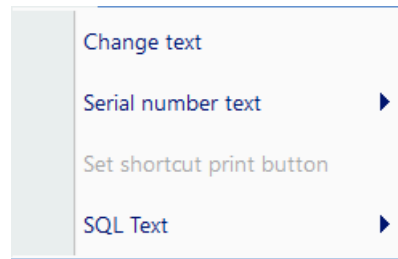 Change text
Serial number text
Set shortcut print button
SQL Text